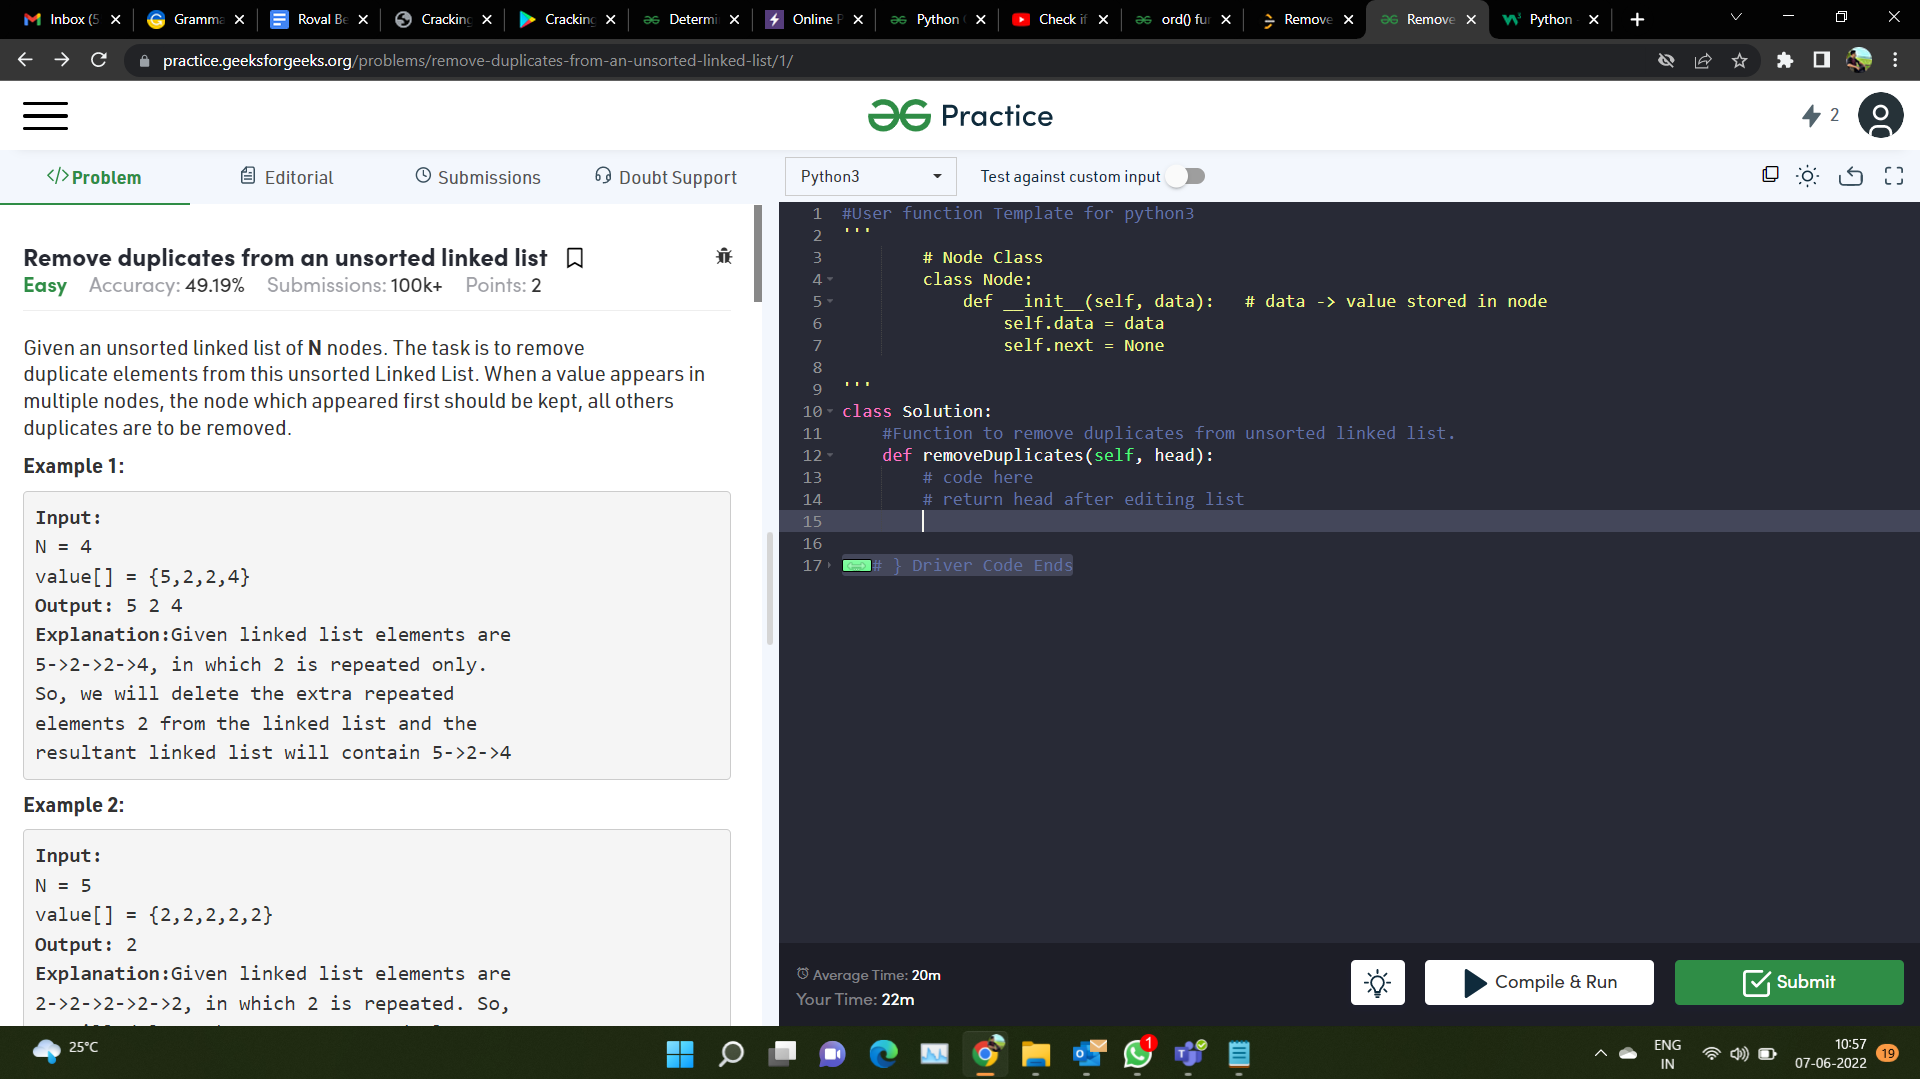 Inbox (5
Gramma
Roval Be
Cracking
Cracking
Determi
Online P
Python
Check if
ord() fu
Remove
Remove
Python
practice.geeksforgeeks.org/problems/remove-duplicates-from-an-unsorted-linked-list/1/
Practice
2
</>Problem
Editorial
Submissions
Doubt Support
Python3
Test against custom input
Remove duplicates from an unsorted linked list
Easy Accuracy: 49.19% Submissions: 100k+ Points: 2
Given an unsorted linked list of N nodes. The task is to remove
duplicate elements from this unsorted Linked List. When a value appears in
multiple nodes, the node which appeared first should be kept, all others
duplicates are to be removed.
Example 1:
Input:
N = 4
value[] = {5,2,2,4}
Output: 5 2 4
Explanation:Given linked list elements are
5->2->2->4, in which 2 is repeated only.
So, we will delete the extra repeated
elements 2 from the linked list and the
resultant linked list will contain 5->2->4
Example 2:
Input:
N = 5
value[] = {2,2,2,2,2}
Output: 2
Explanation:Given linked list elements are
2->2->2->2->2, in which 2 is repeated. So,
1 #User function Template for python3
2 '''
3 # Node Class
4 class Node:
5 def __init__(self, data): # data -> value stored in node
6 self.data = data
7 self.next = None
8
9 '''
10 class Solution:
11 #Function to remove duplicates from unsorted linked list.
12 def removeDuplicates(self, head):
13 # code here
14 # return head after editing list
15
16
17 # } Driver Code Ends
Average Time: 20m
Your Time: 22m
Compile & Run
Submit
25°C
1
ENG
IN
10:57
07-06-2022
19